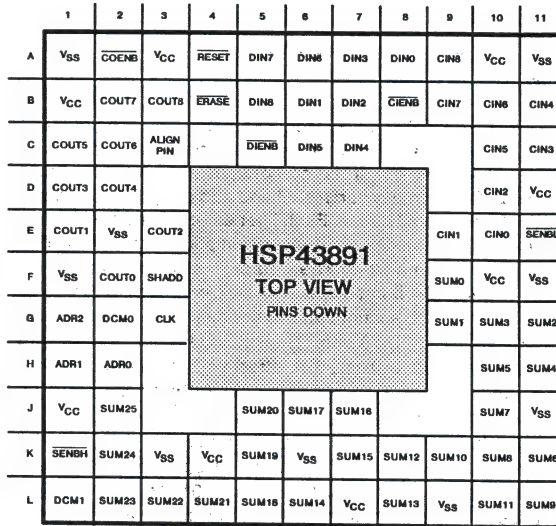 1 2 3 4 5 6 7 8 9 10 11
A VSS COENB VCC RESET DIN7 DIN6 DIN3 DIN0 CIN8 VCC VSS
B VCC COUT7 COUT8 ERASE DIN8 DIN1 DIN2 CIENB CIN7 CIN6 CIN4
C COUT5 COUT6 ALIGN PIN DIENB DIN5 DIN4 CIN5 CIN3
D COUT3 COUT4 CIN2 VCC
E COUT1 VSS COUT2 CIN1 CIN0 SENBL
HSP43891
TOP VIEW
PINS DOWN
F VSS COUT0 SHADD SUM0 VCC VSS
G ADR2 DCM0 CLK SUM1 SUM3 SUM2
H ADR1 ADR0 SUM5 SUM4
J VCC SUM25 SUM20 SUM17 SUM16 SUM7 VSS
K SENBH SUM24 VSS VCC SUM19 VSS SUM15 SUM12 SUM10 SUM8 SUM6
L DCM1 SUM23 SUM22 SUM21 SUM18 SUM14 VCC SUM13 VSS SUM11 SUM9